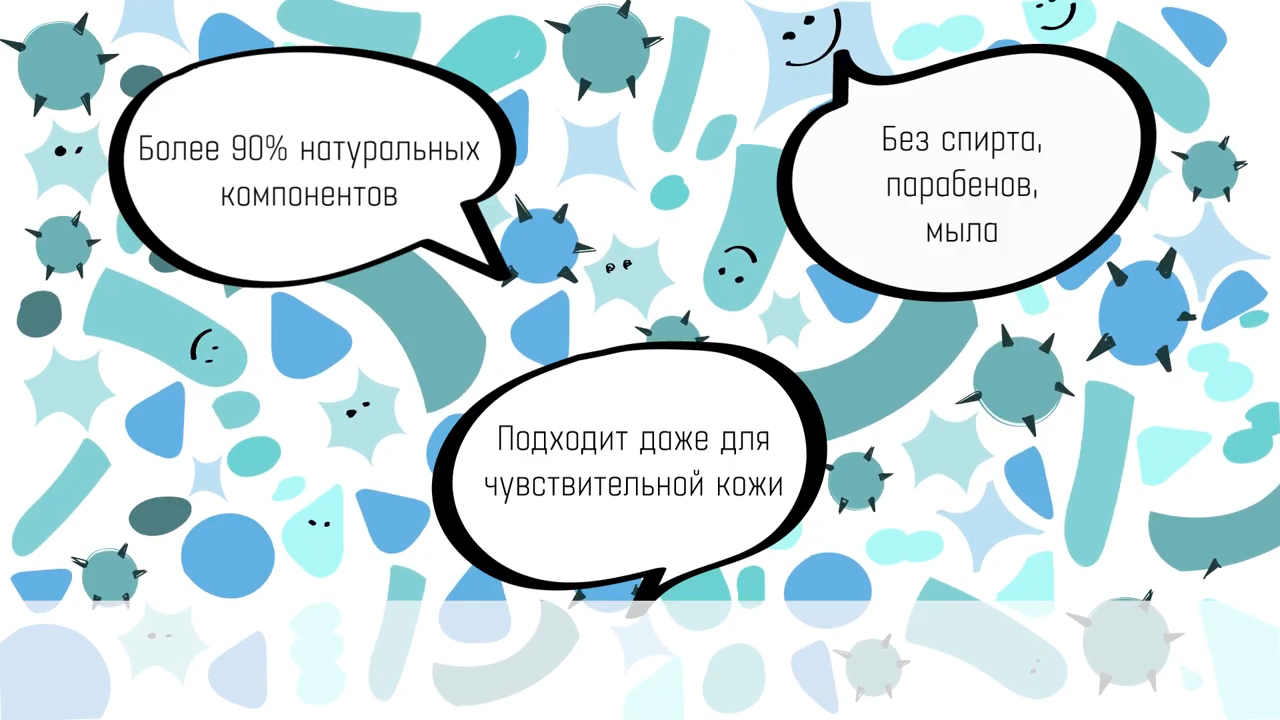 Более 90% натуральных
компонентов
Без спирта,
парабенов,
мыла
Подходит даже для
чувствительной кожи